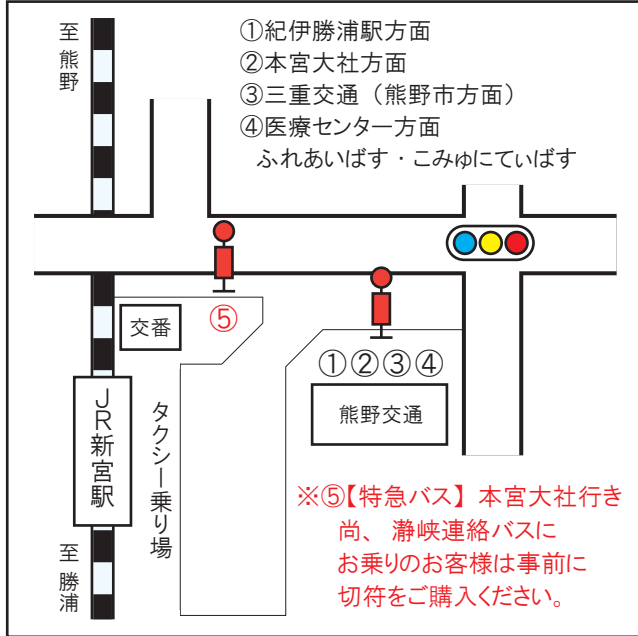 至熊野
①紀伊勝浦駅方面
②本宮大社方面
③三重交通（熊野市方面）
④医療センター方面
ふれあいばす・こみゅにてぃばす
交番
⑤
①②③④
熊野交通
JR新宮駅
タクシー乗り場
至勝浦
※⑤【特急バス】本宮大社行き
尚、瀞峡連絡バスに
お乗りのお客様は事前に
切符をご購入ください。